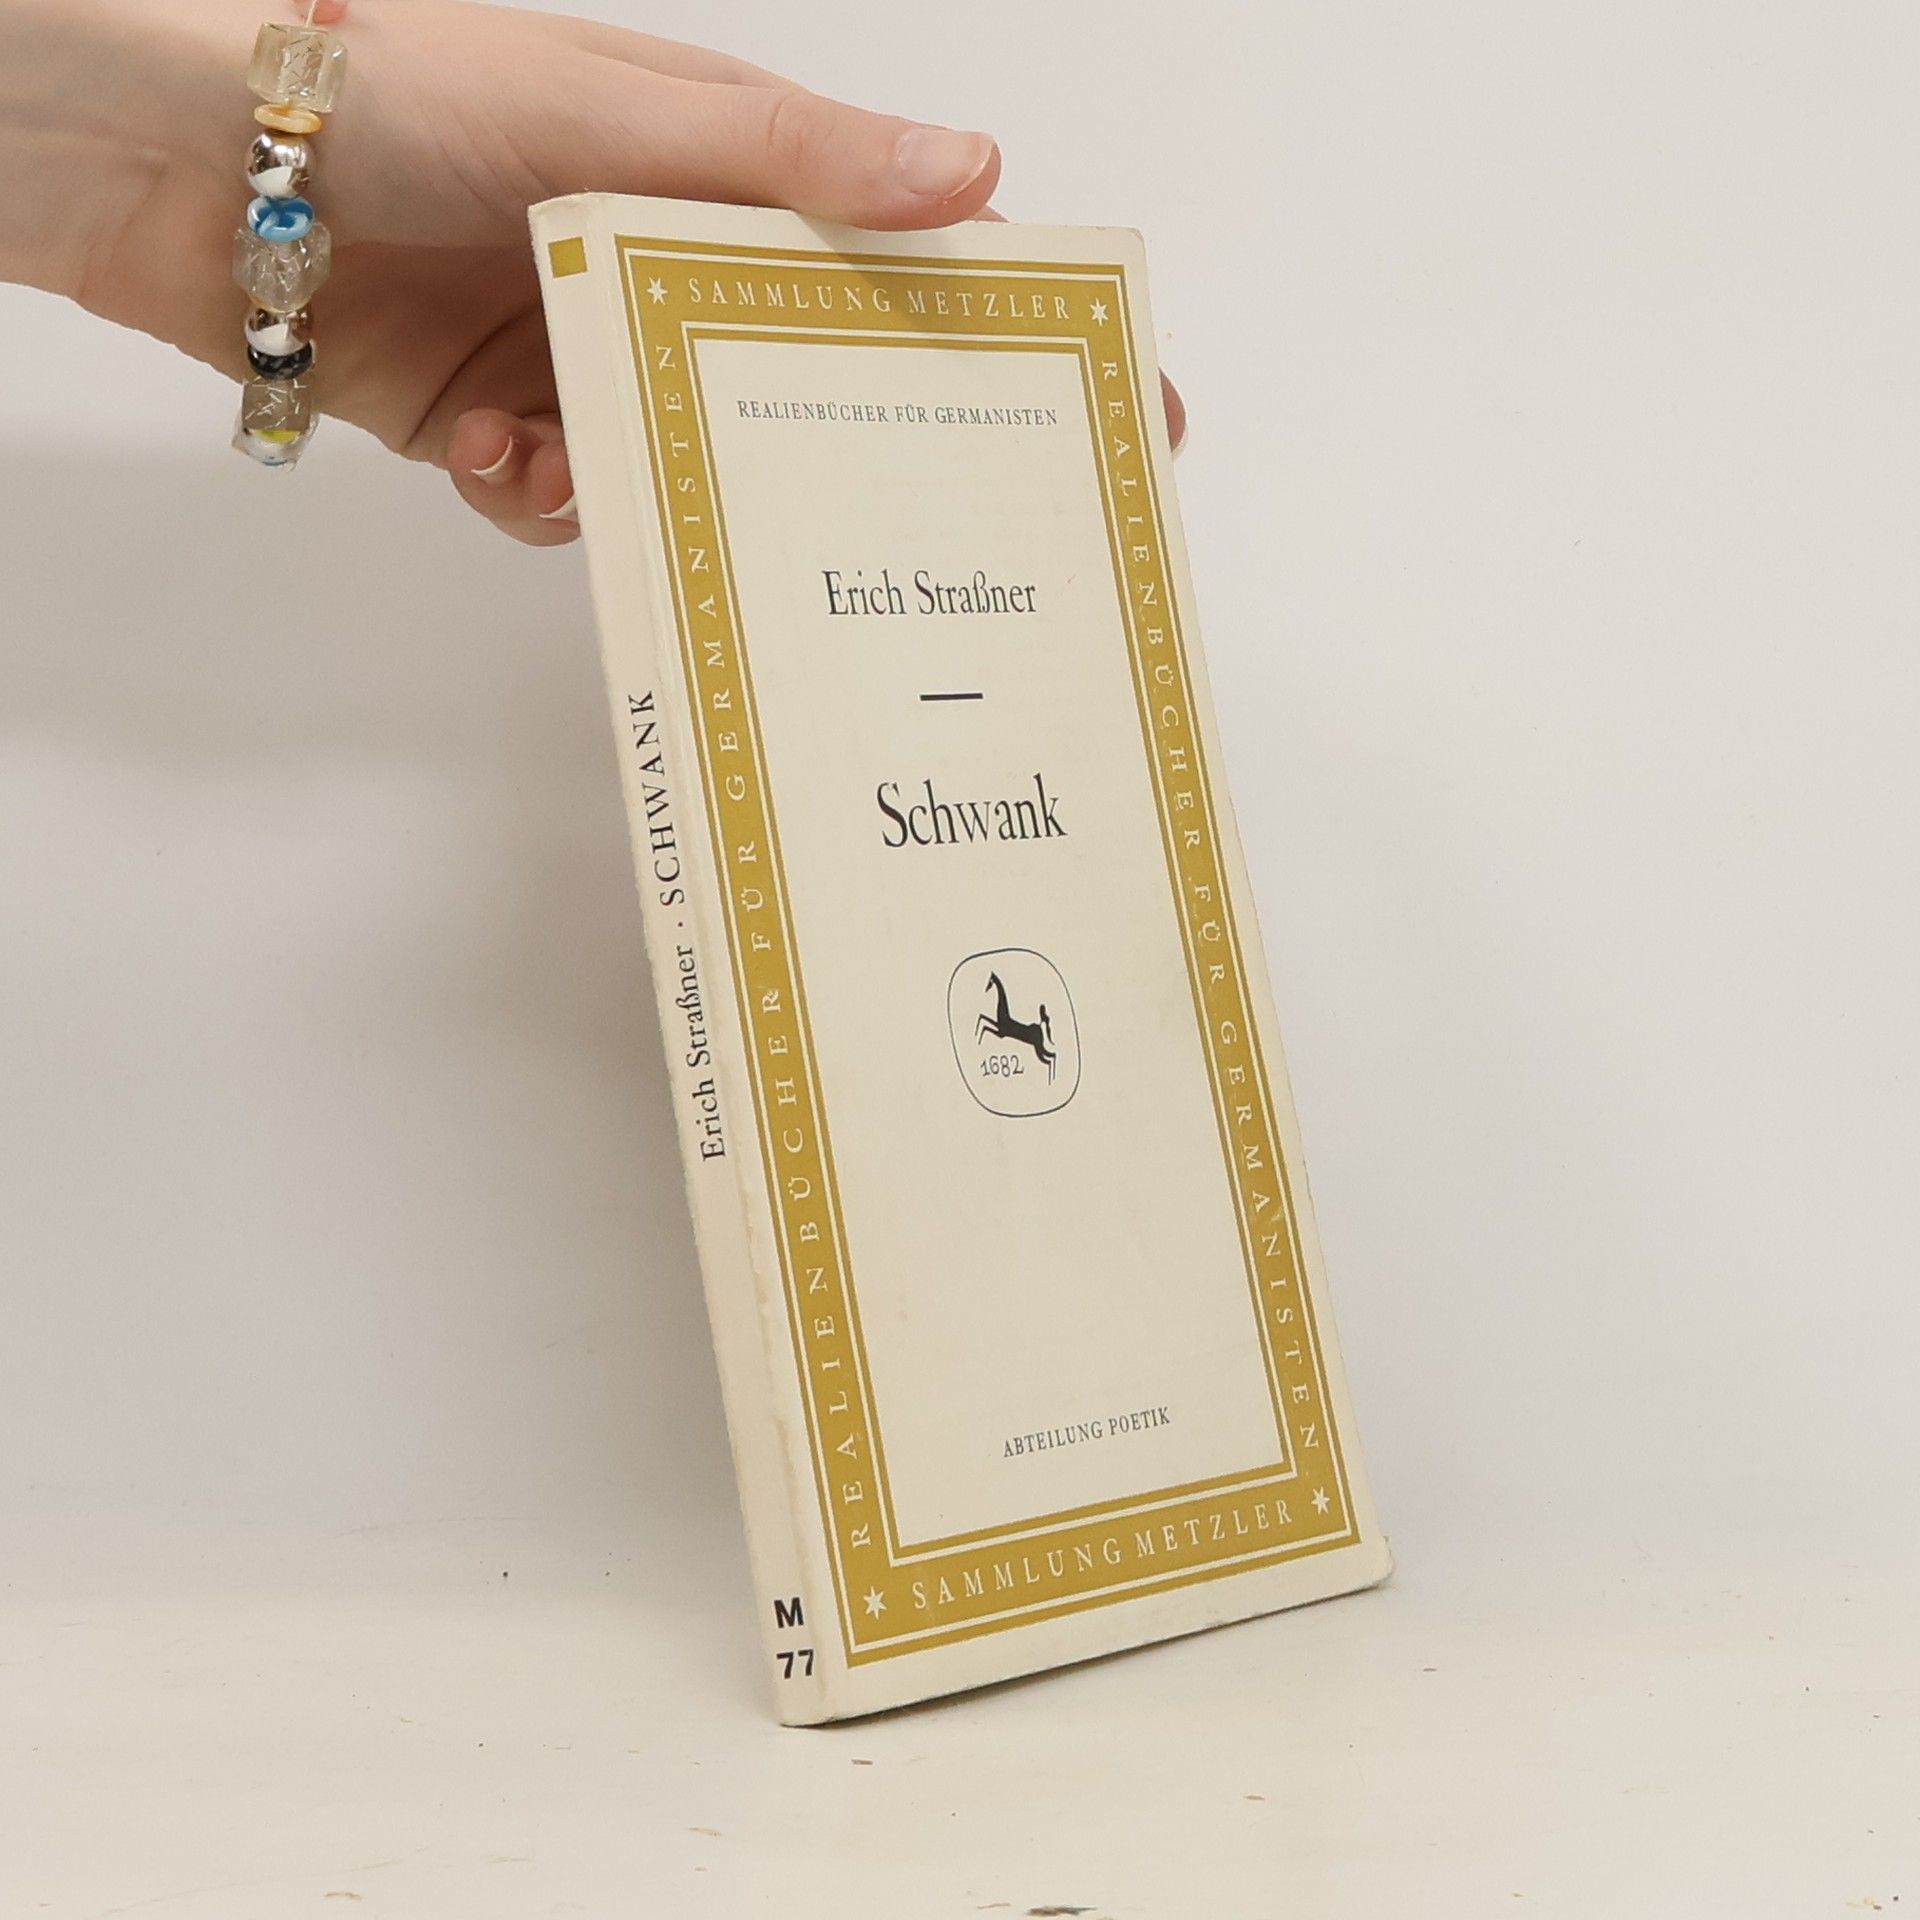 SAMMLUNG METZLER
REALIENBÜCHER FÜR GERMANISTEN
REALIENBÜCHER FÜR GERMANISTEN
REALIENBÜCHER FÜR GERMANISTEN
Erich Straßner
Schwank
1682
ABTEILUNG POETIK
SAMMLUNG METZLER
Erich Straßner · SCHWANK
M
77